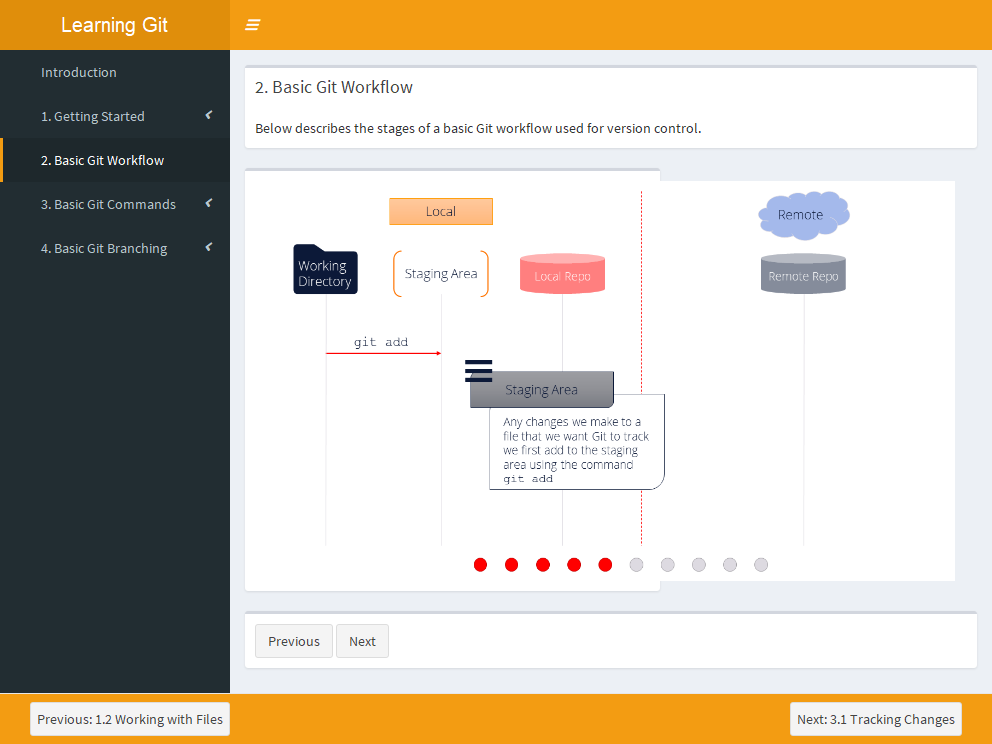 Learning Git
Introduction
1. Getting Started
2. Basic Git Workflow
3. Basic Git Commands
4. Basic Git Branching
2. Basic Git Workflow
Below describes the stages of a basic Git workflow used for version control.
Local
Remote
Working
Directory
Staging Area
Local Repo
Remote Repo
git add
Staging Area
Any changes we make to a
file that we want Git to track
we first add to the staging
area using the command
git add
Previous
Next
Previous: 1.2 Working with Files
Next: 3.1 Tracking Changes